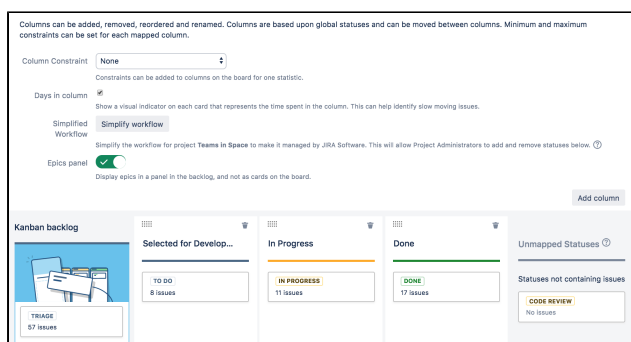 Columns can be added, removed, reordered and renamed. Columns are based upon global statuses and can be moved between columns. Minimum and maximum
constraints can be set for each mapped column.
Column Constraint
None
Constraints can be added to columns on the board for one statistic.
Days in column
Show a visual indicator on each card that represents the time spent in the column. This can help identify slow moving issues.
Simplified
Workflow
Simplify workflow
Simplify the workflow for project Teams in Space to make it managed by JIRA Software. This will allow Project Administrators to add and remove statuses below.
Epics panel
Display epics in a panel in the backlog, and not as cards on the board.
Add column
Kanban backlog
TRIAGE
57 issues
Selected for Develop...
TO DO
8 issues
In Progress
IN PROGRESS
11 issues
Done
DONE
17 issues
Unmapped Statuses
Statuses not containing issues
CODE REVIEW
No issues